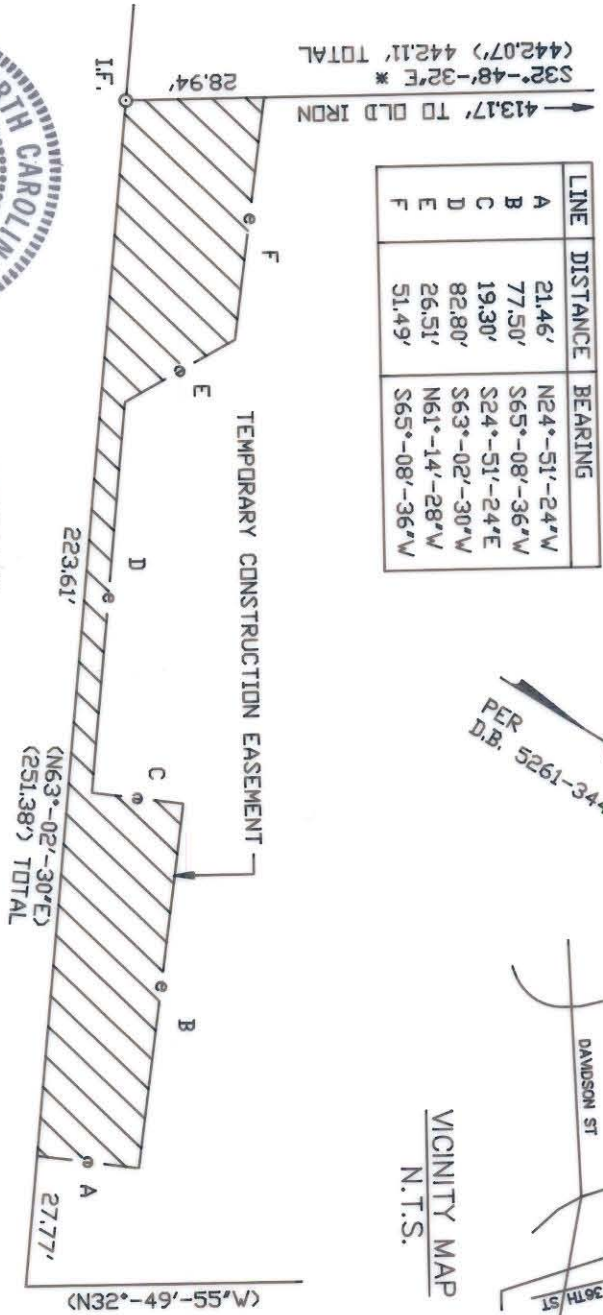 (442.07') 442.11' TOTAL
S32°-48'-32"E *
413.17' TO OLD IRON
28.94'
I.F.
LINE DISTANCE BEARING
A 21.46' N24°-51'-24"W
B 77.50' S65°-08'-36"W
C 19.30' S24°-51'-24"E
D 82.80' S63°-02'-30"W
E 26.51' N61°-14'-28"W
F 51.49' S65°-08'-36"W
PER
D.B. 5261-344
DAVIDSON ST
36TH ST
VICINITY MAP
N.T.S.
TEMPORARY CONSTRUCTION EASEMENT
F
E
D
C
B
A
223.61'
(N63°-02'-30"E)
(251.38') TOTAL
27.77'
(N32°-49'-55"W)
RTH CAROLIN